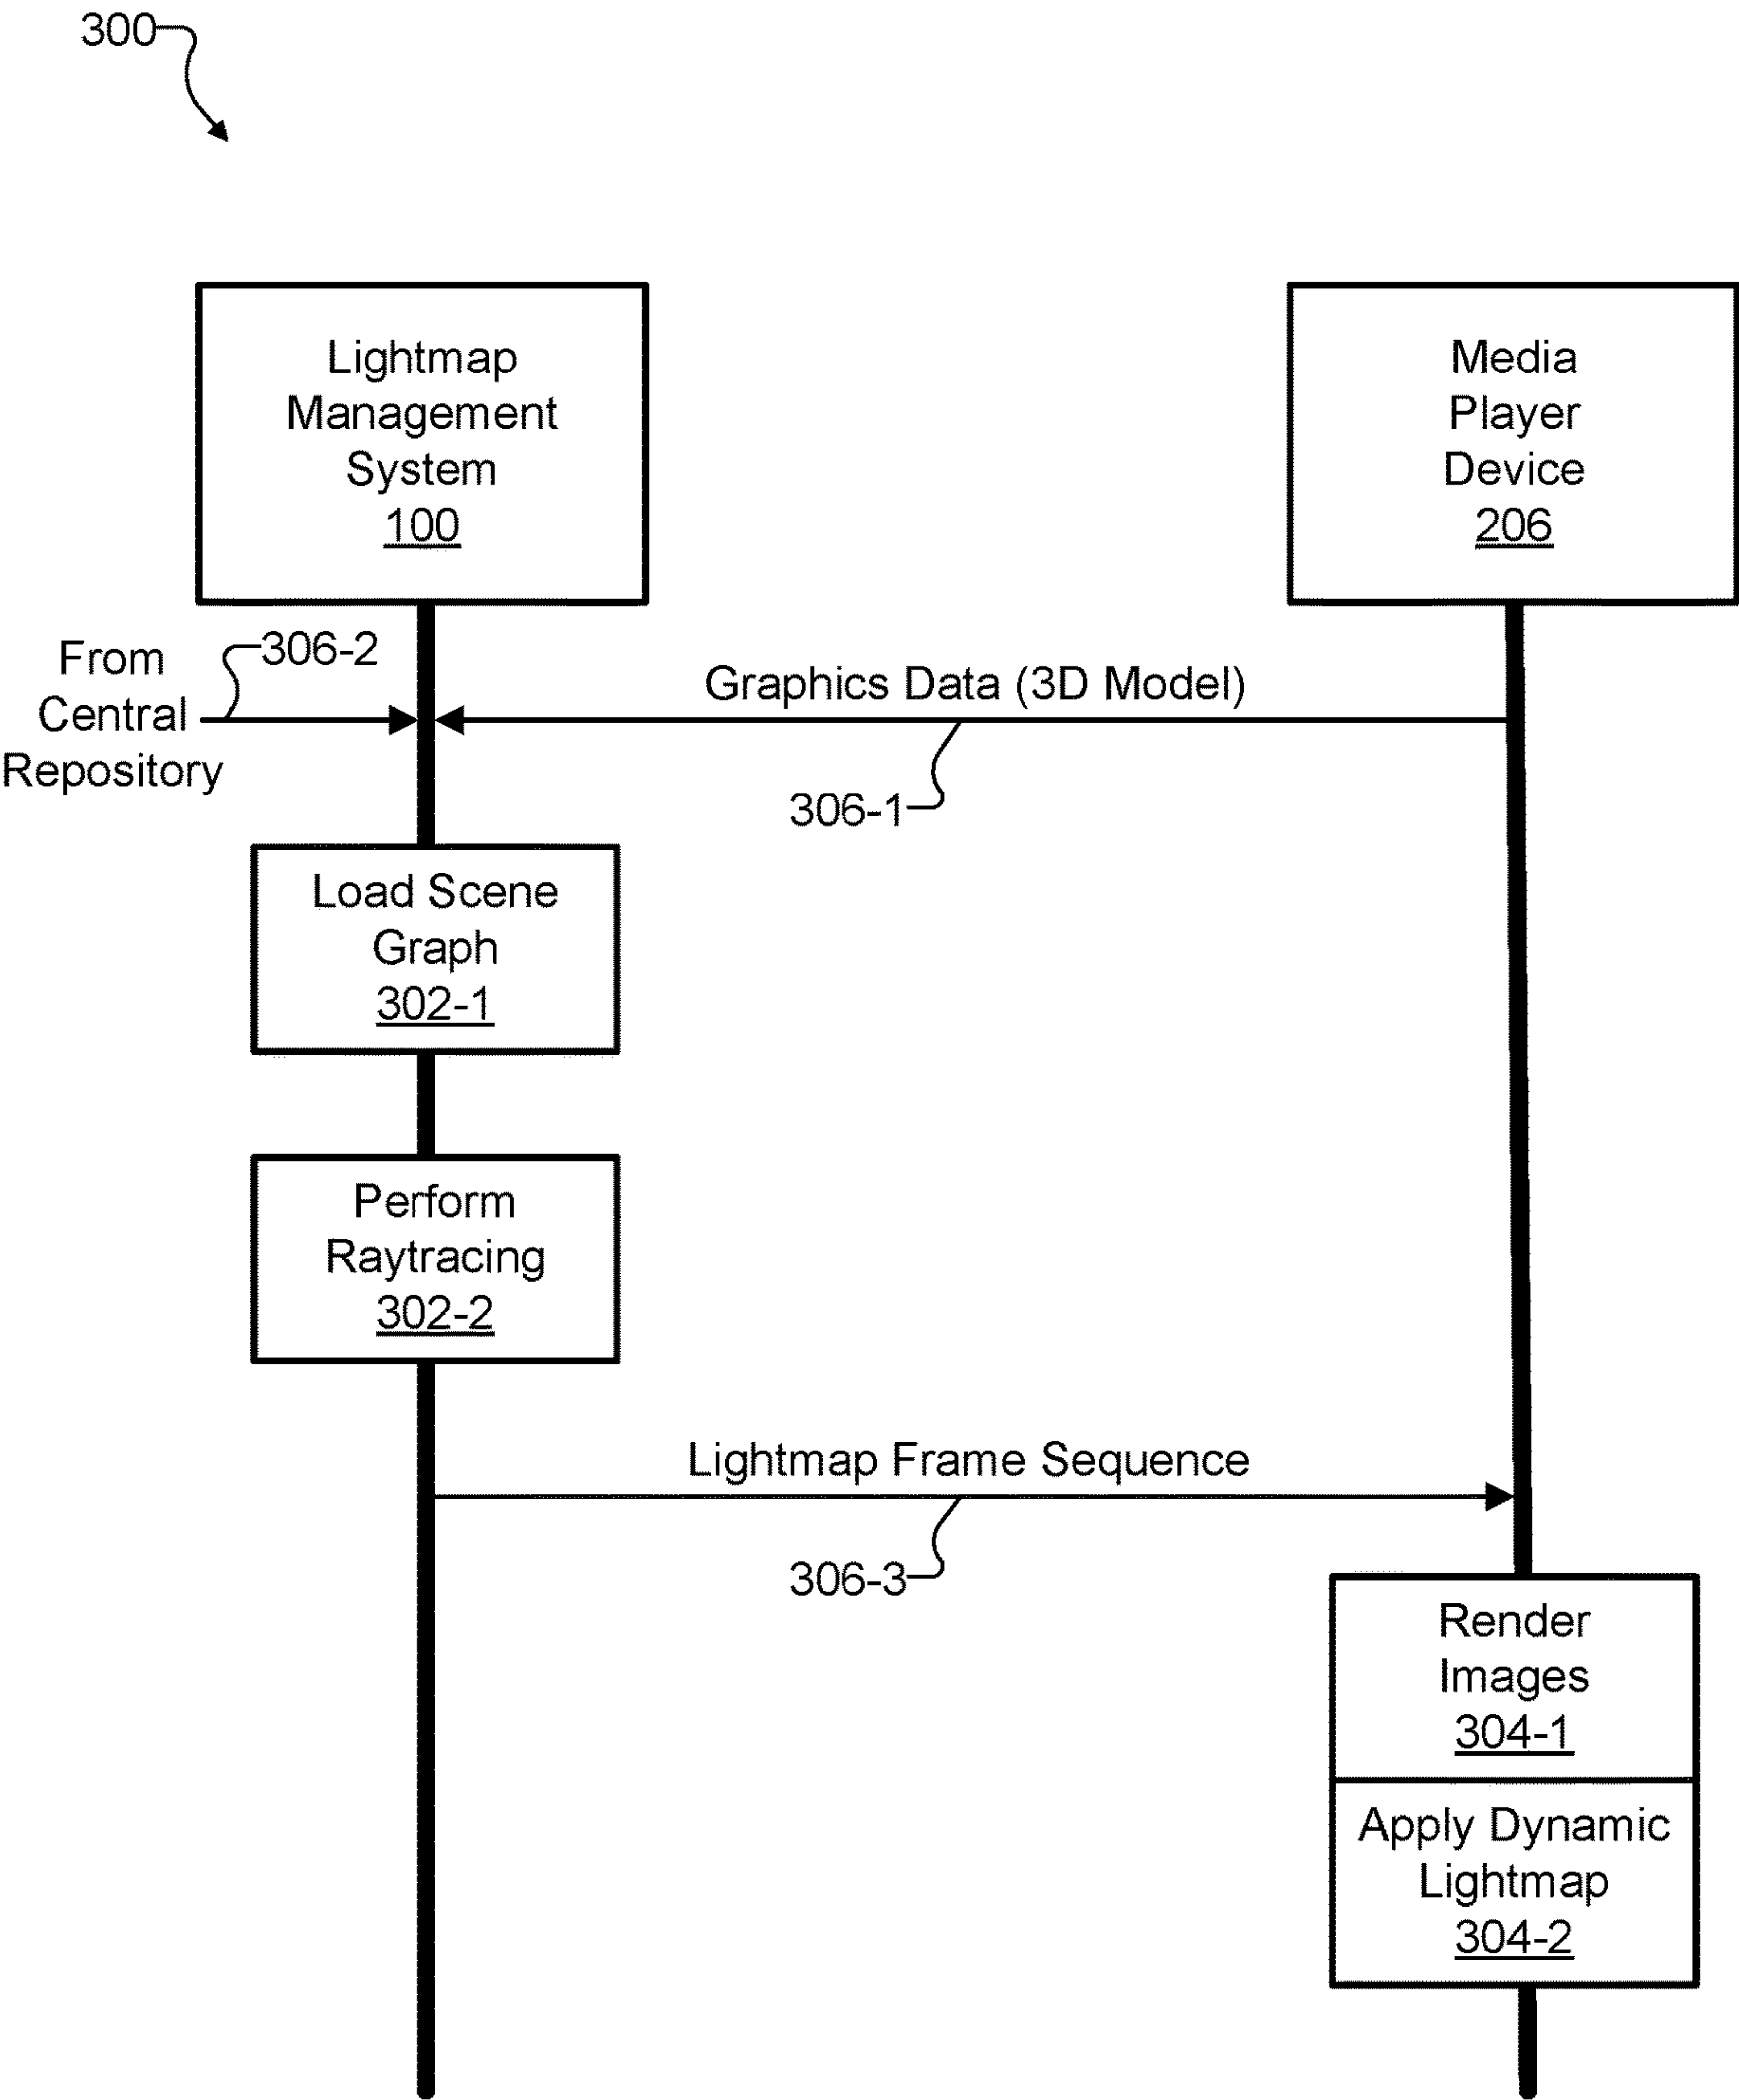 300
Lightmap
Management
System
100
Media
Player
Device
206
From
Central
Repository
306-2
Graphics Data (3D Model)
306-1
Load Scene
Graph
302-1
Perform
Raytracing
302-2
Lightmap Frame Sequence
306-3
Render
Images
304-1
Apply Dynamic
Lightmap
304-2